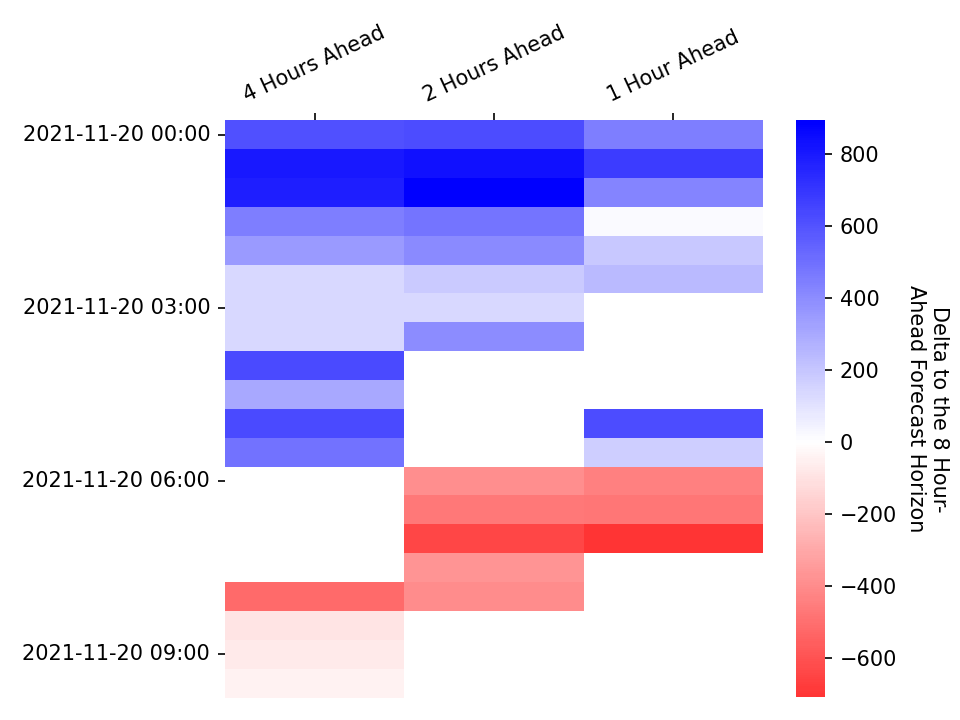 4 Hours Ahead
2 Hours Ahead
1 Hour Ahead
2021-11-20 00:00
2021-11-20 03:00
2021-11-20 06:00
2021-11-20 09:00
800
600
400
200
0
−200
−400
−600
Delta to the 8 Hour-
Ahead Forecast Horizon